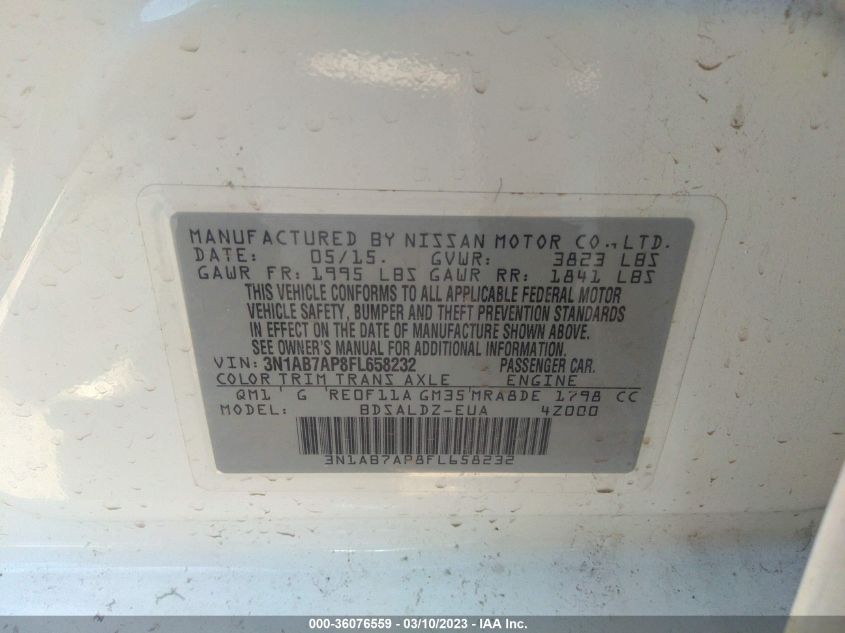 MANUFACTURED BY NISSAN MOTOR CO., LTD.
DATE: 05/15. GVWR: 3823 LBS
GAWR FR: 1995 LBS GAWR RR: 1841 LBS
THIS VEHICLE CONFORMS TO ALL APPLICABLE FEDERAL MOTOR
VEHICLE SAFETY, BUMPER AND THEFT PREVENTION STANDARDS
IN EFFECT ON THE DATE OF MANUFACTURE SHOWN ABOVE.
SEE OWNER'S MANUAL FOR ADDITIONAL INFORMATION.
VIN: 3N1AB7AP8FL658232 PASSENGER CAR.
COLOR TRIM TRANS AXLE ENGINE
QM1 G RE0F11A GM35 MRA8DE 1798 CC
MODEL: BDSALDZ-EUA 4Z000
3N1AB7AP8FL658232
000-36076559 — 03/10/2023 — IAA Inc.